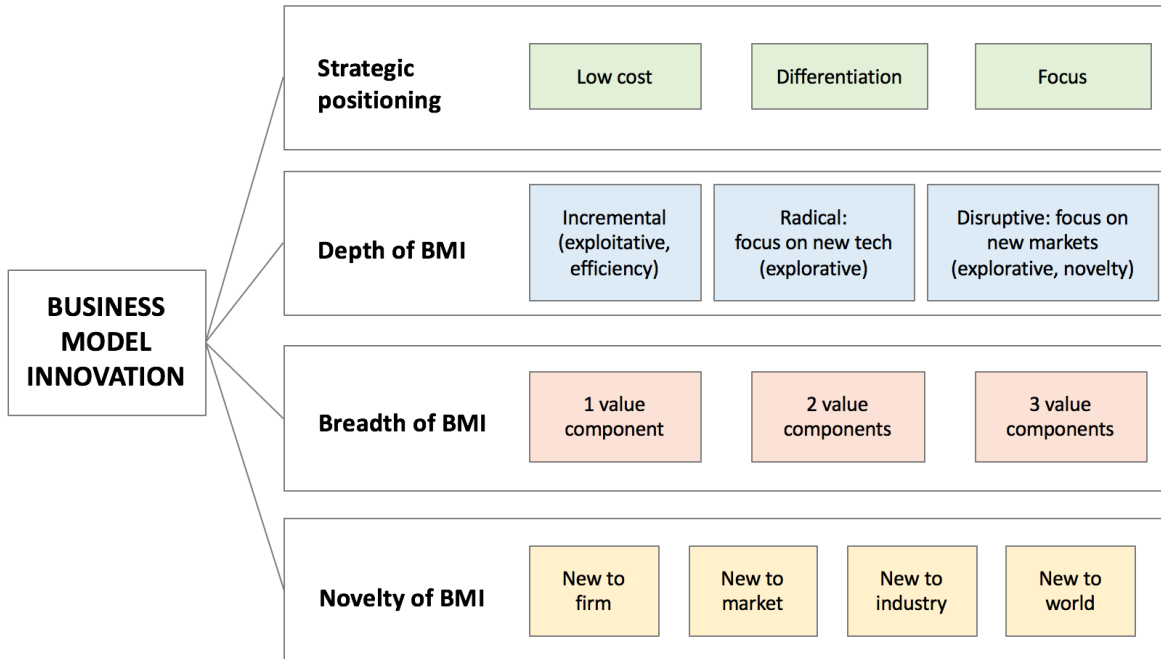 Strategic
positioning
Low cost
Differentiation
Focus
Depth of BMI
Incremental
(exploitative,
efficiency)
Radical:
focus on new tech
(explorative)
Disruptive: focus on
new markets
(explorative, novelty)
BUSINESS
MODEL
INNOVATION
Breadth of BMI
1 value
component
2 value
components
3 value
components
Novelty of BMI
New to
firm
New to
market
New to
industry
New to
world